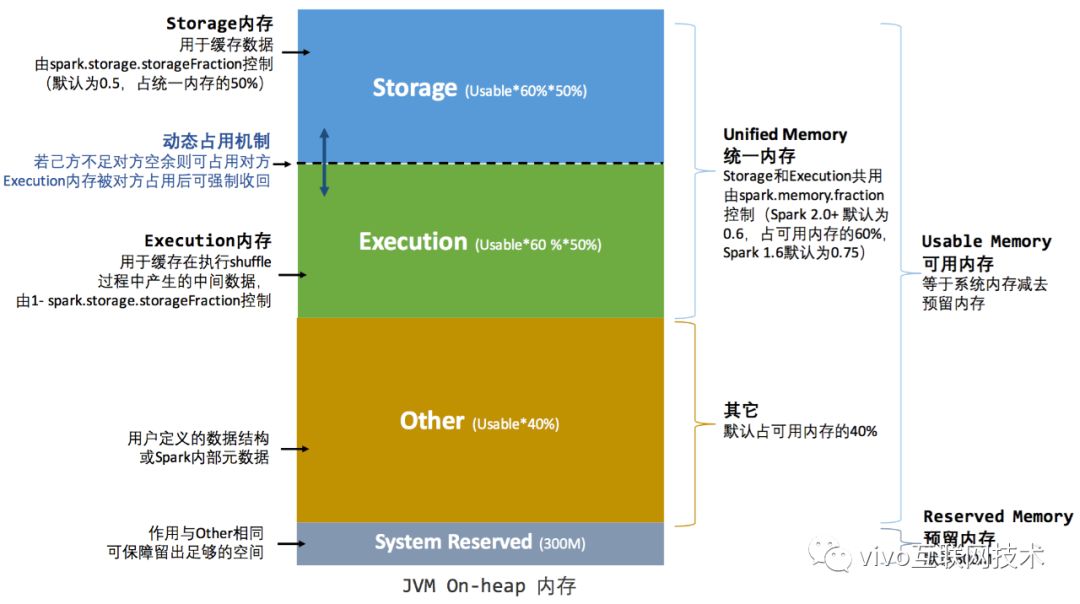 Storage内存
用于缓存数据
由spark.storage.storageFraction控制
（默认为0.5，占统一内存的50%）
动态占用机制
若己方不足对方空余则可占用对方
Execution内存被对方占用后可强制收回
Execution内存
用于缓存在执行shuffle
过程中产生的中间数据，
由1- spark.storage.storageFraction控制
用户定义的数据结构
或Spark内部元数据
作用与Other相同
可保障留出足够的空间
Storage (Usable*60%*50%)
Execution (Usable*60 %*50%)
Other (Usable*40%)
System Reserved (300M)
JVM On-heap 内存
Unified Memory
统一内存
Storage和Execution共用
由spark.memory.fraction
控制（Spark 2.0+ 默认为
0.6，占可用内存的60%，
Spark 1.6默认为0.75）
其它
默认占可用内存的40%
Usable Memory
可用内存
等于系统内存减去
预留内存
Reserved Memory
预留内存
vivo互联网技术